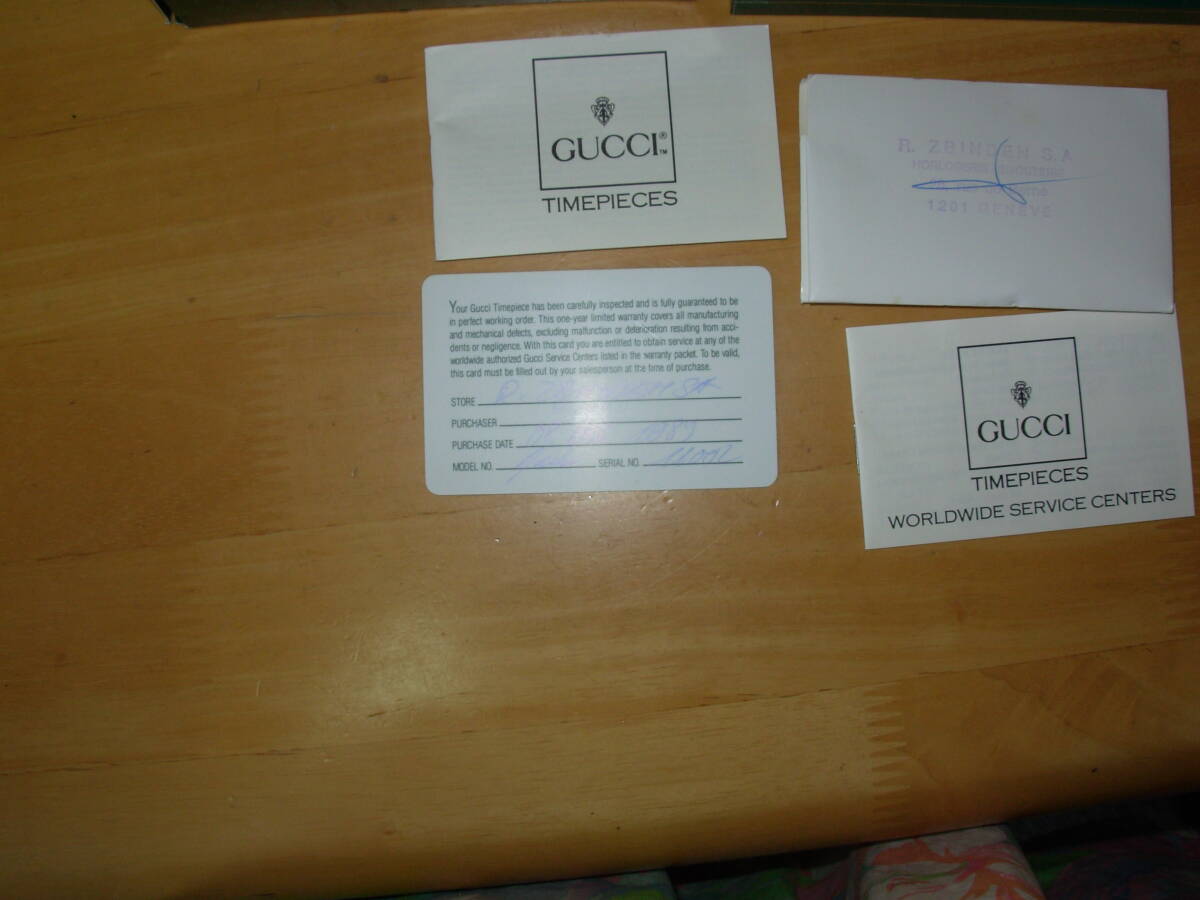 GUCCI®™
TIMEPIECES
R. ZBINDEN S.A
HORLOGERIE BIJOUTERIE
1201 GENEVE
Your Gucci Timepiece has been carefully inspected and is fully guaranteed to be
in perfect working order. This one-year limited warranty covers all manufacturing
and mechanical defects, excluding malfunction or deterioration resulting from acci-
dents or negligence. With this card you are entitled to obtain service at any of the
worldwide authorized Gucci Service Centers listed in the warranty packet. To be valid,
this card must be filled out by your salesperson at the time of purchase.
STORE
PURCHASER
PURCHASE DATE
MODEL NO. SERIAL NO.
GUCCI
TIMEPIECES
WORLDWIDE SERVICE CENTERS